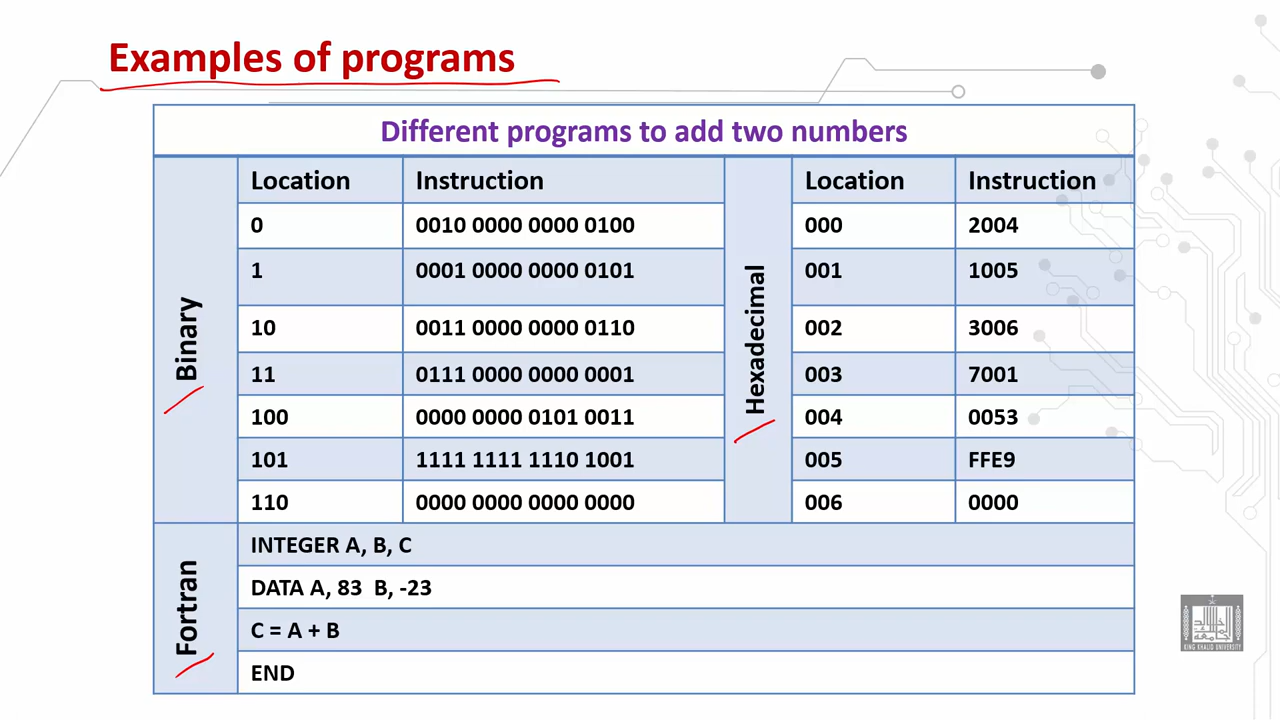 Examples of programs
Different programs to add two numbers
Binary
Location Instruction
0 0010 0000 0000 0100
1 0001 0000 0000 0101
10 0011 0000 0000 0110
11 0111 0000 0000 0001
100 0000 0000 0101 0011
101 1111 1111 1110 1001
110 0000 0000 0000 0000
Hexadecimal
Location Instruction
000 2004
001 1005
002 3006
003 7001
004 0053
005 FFE9
006 0000
Fortran
INTEGER A, B, C
DATA A, 83 B, -23
C = A + B
END
KING KHALID UNIVERSITY